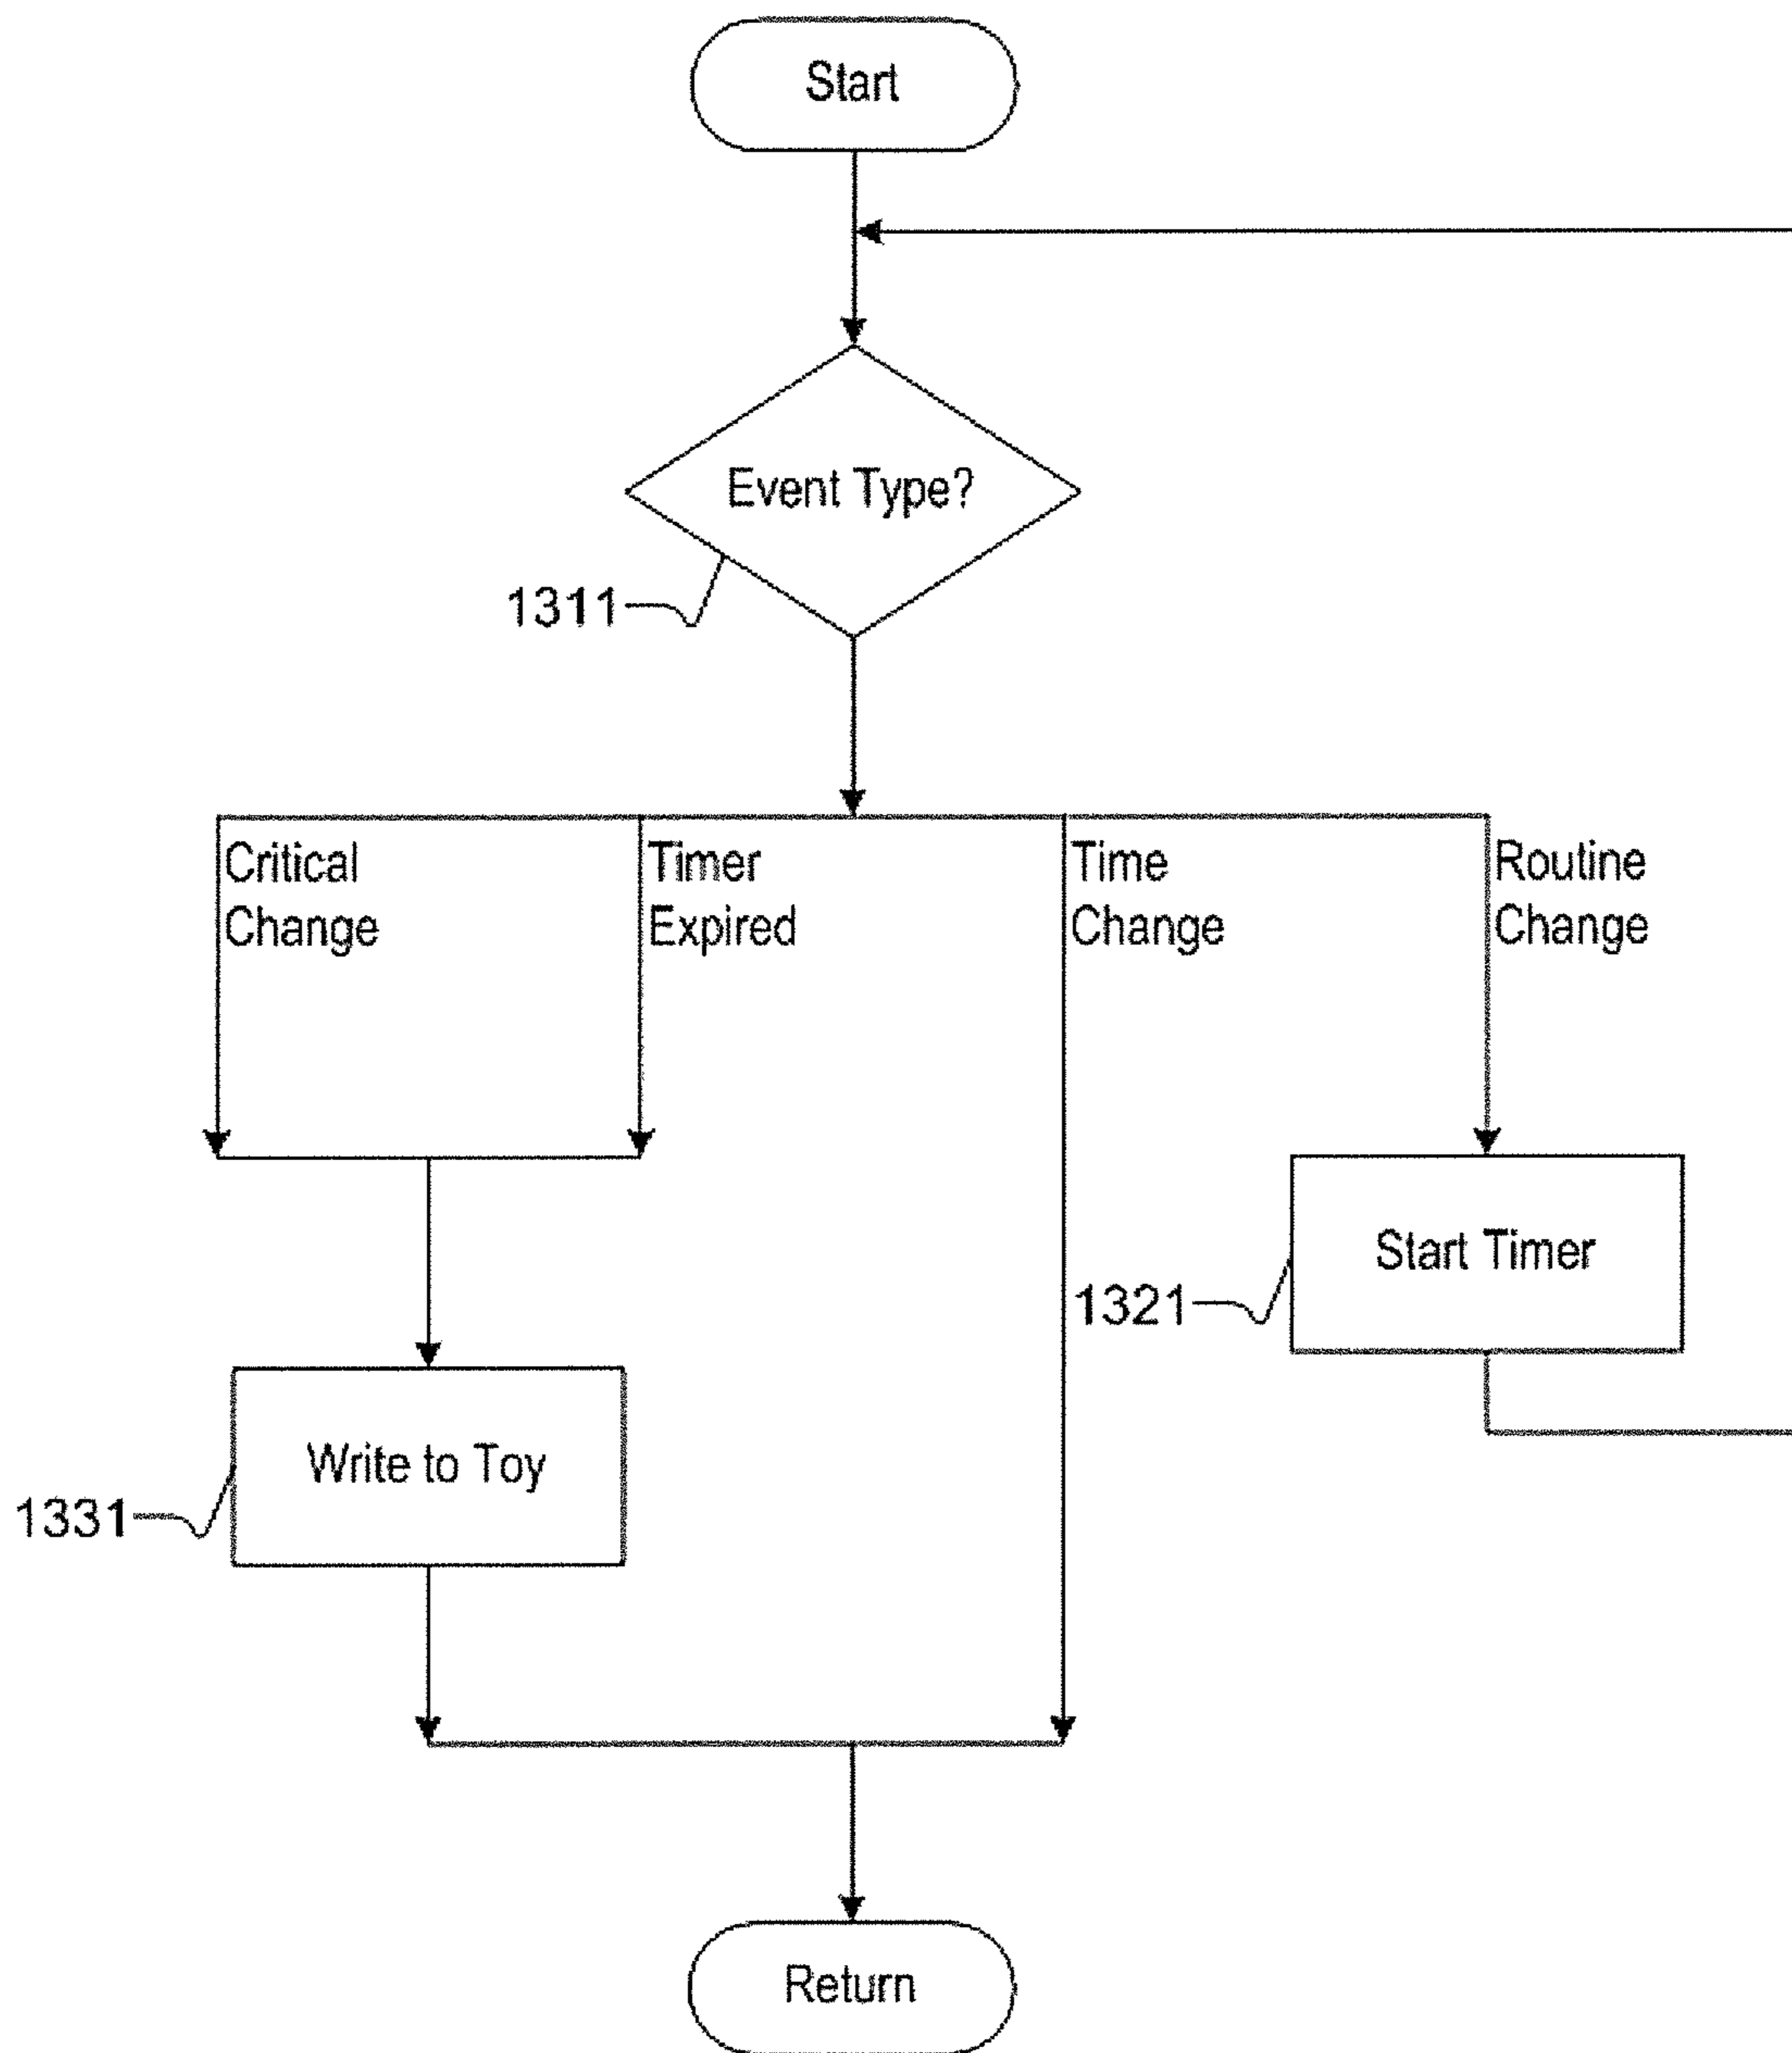 Start
Event Type?
1311
Critical
Change
Timer
Expired
Time
Change
Routine
Change
Start Timer
1321
Write to Toy
1331
Return